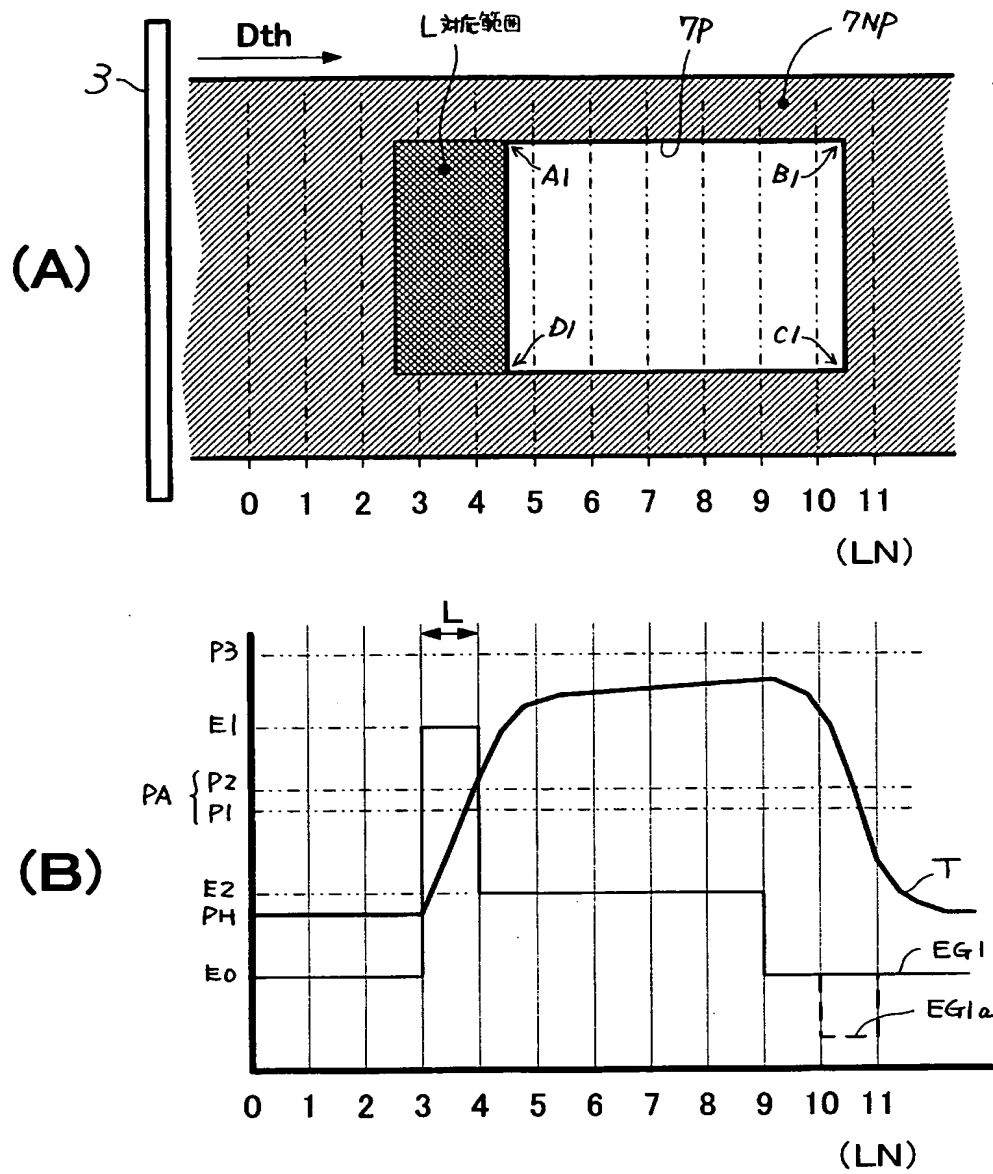 3
Dth
L対応範囲
7P
7NP
(A)
A1
B1
D1
C1
0 1 2 3 4 5 6 7 8 9 10 11
(LN)
(B)
L
P3
E1
PA { P2
P1
E2
PH
E0
T
EG1
EG1a
0 1 2 3 4 5 6 7 8 9 10 11
(LN)